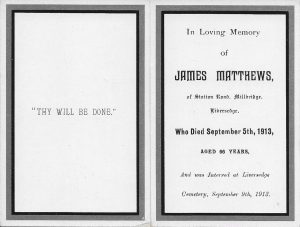 "THY WILL BE DONE."
In Loving Memory
of
JAMES MATTHEWS,
of Station Road, Millbridge,
Liversedge,
Who Died September 5th, 1913,
AGED 66 YEARS,
And was Interred at Liversedge
Cemetery, September 9th, 1913.